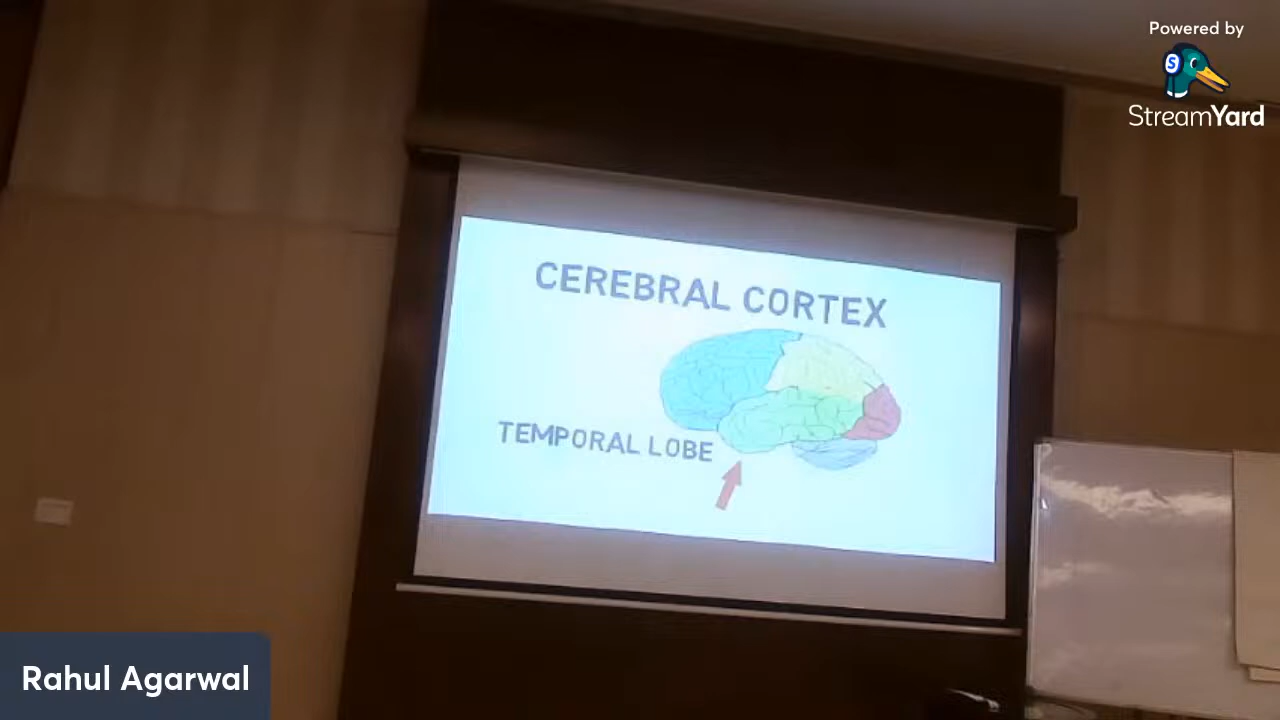 Powered by
S
StreamYard
CEREBRAL CORTEX
TEMPORAL LOBE
Rahul Agarwal